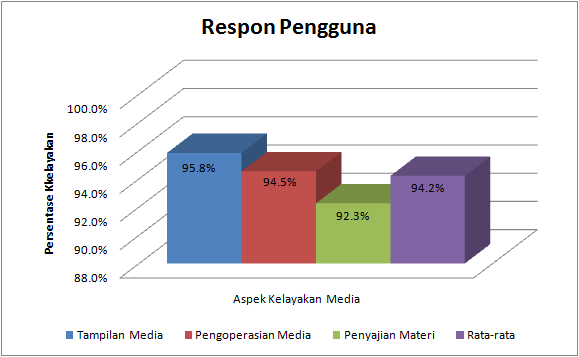 Respon Pengguna
Persentase Kkelayakan
100.0%
98.0%
96.0%
94.0%
92.0%
90.0%
88.0%
95.8%
94.5%
92.3%
94.2%
Aspek Kelayakan Media
Tampilan Media
Pengoperasian Media
Penyajian Materi
Rata-rata